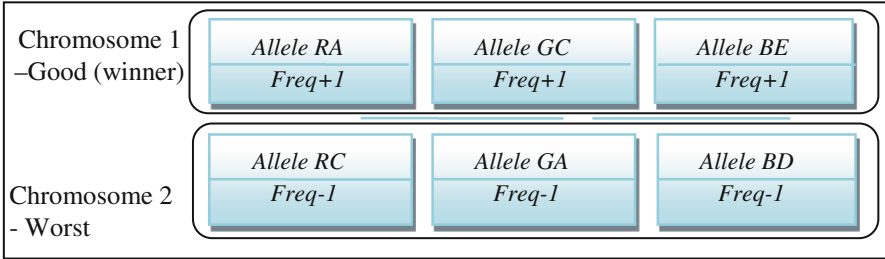 Chromosome 1
–Good (winner)
Allele RA
Allele GC
Allele BE
Freq+1
Freq+1
Freq+1
Chromosome 2
- Worst
Allele RC
Allele GA
Allele BD
Freq-1
Freq-1
Freq-1